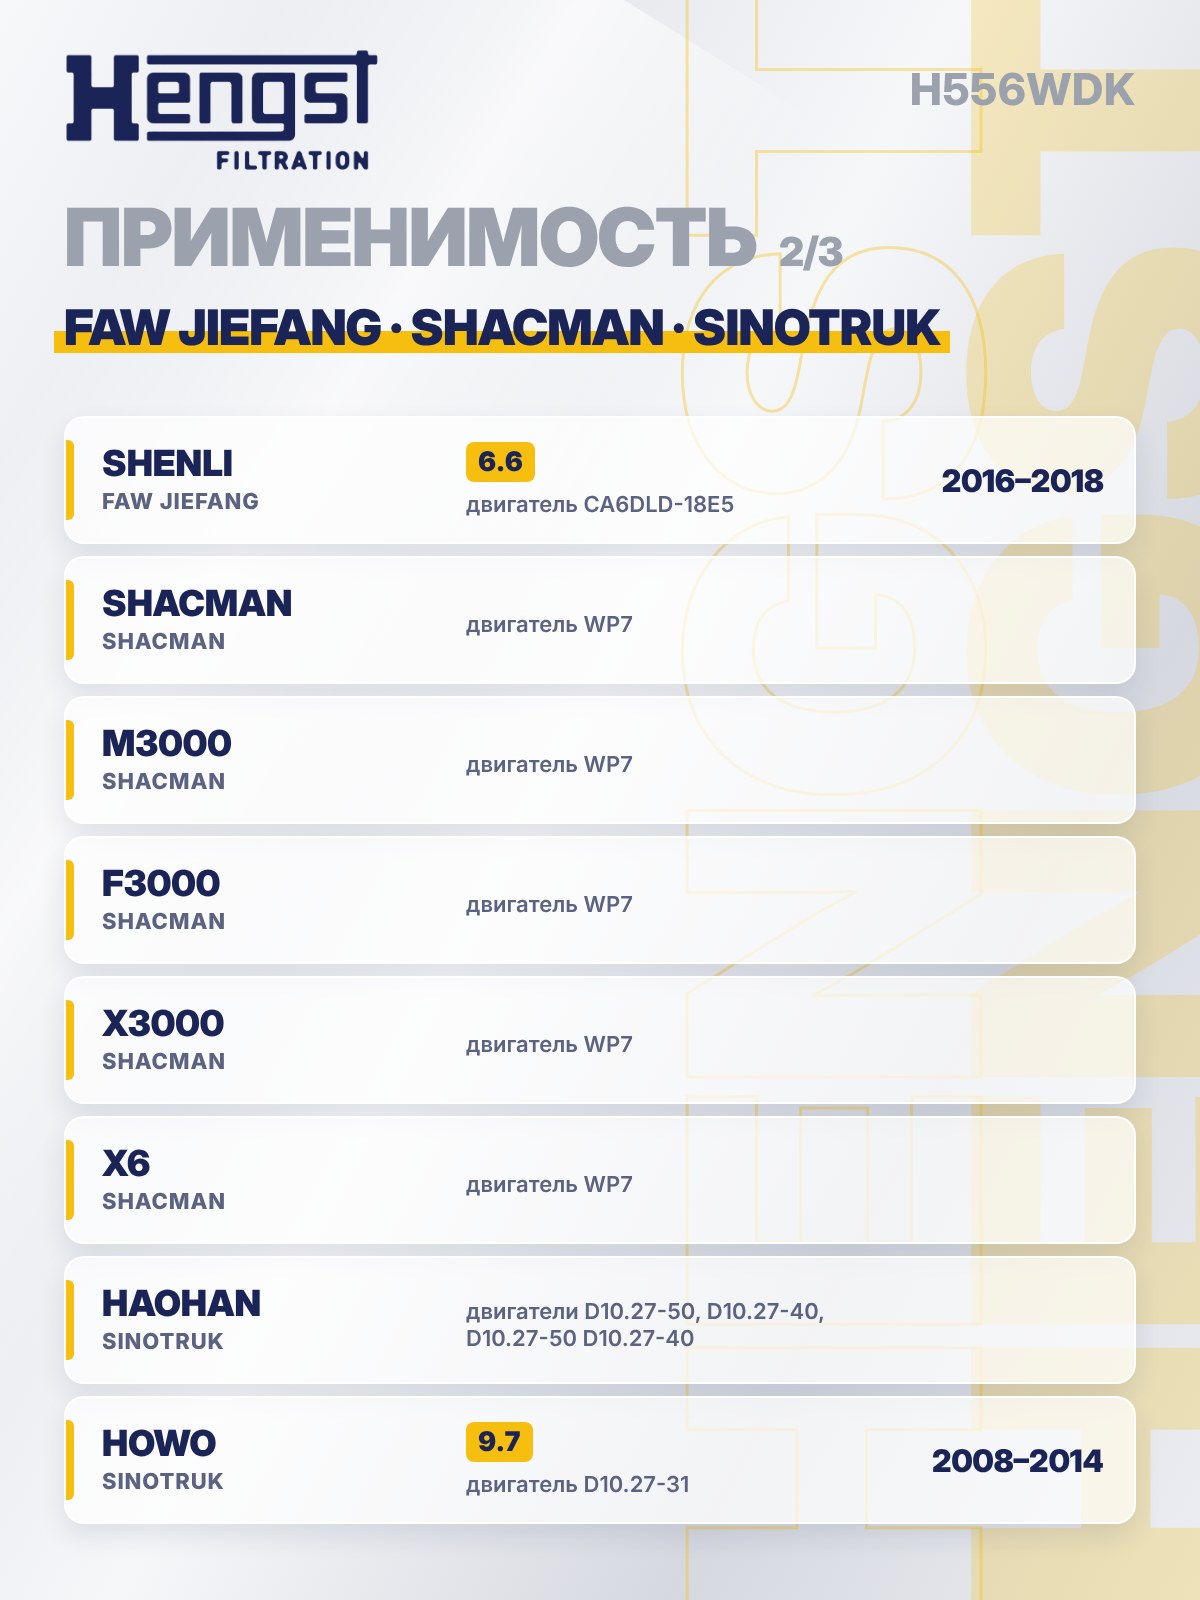 Hengst
FILTRATION
H556WDK
ПРИМЕНИМОСТЬ 2/3
FAW JIEFANG · SHACMAN · SINOTRUK
SHENLI
FAW JIEFANG
6.6
двигатель CA6DLD-18E5
2016–2018
SHACMAN
SHACMAN
двигатель WP7
M3000
SHACMAN
двигатель WP7
F3000
SHACMAN
двигатель WP7
X3000
SHACMAN
двигатель WP7
X6
SHACMAN
двигатель WP7
HAOHAN
SINOTRUK
двигатели D10.27-50, D10.27-40,
D10.27-50 D10.27-40
HOWO
SINOTRUK
9.7
двигатель D10.27-31
2008–2014
HENGST
HENGST